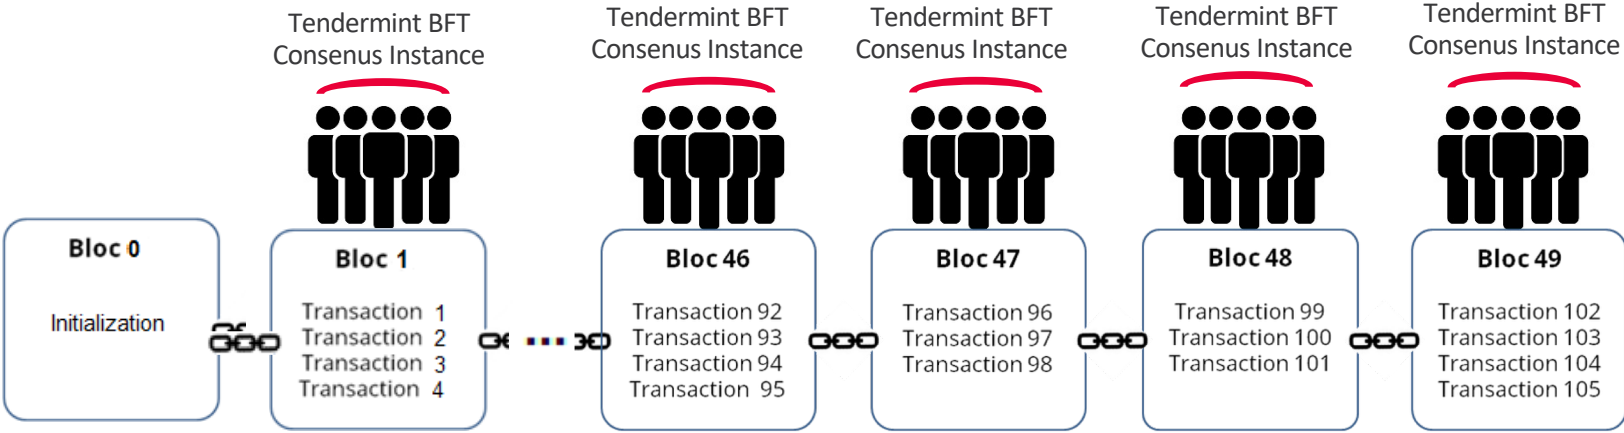 Tendermint BFT
Consenus Instance
Tendermint BFT
Consenus Instance
Tendermint BFT
Consenus Instance
Tendermint BFT
Consenus Instance
Tendermint BFT
Consenus Instance
Bloc 0
Initialization
Bloc 1
Transaction 1
Transaction 2
Transaction 3
Transaction 4
...
Bloc 46
Transaction 92
Transaction 93
Transaction 94
Transaction 95
Bloc 47
Transaction 96
Transaction 97
Transaction 98
Bloc 48
Transaction 99
Transaction 100
Transaction 101
Bloc 49
Transaction 102
Transaction 103
Transaction 104
Transaction 105